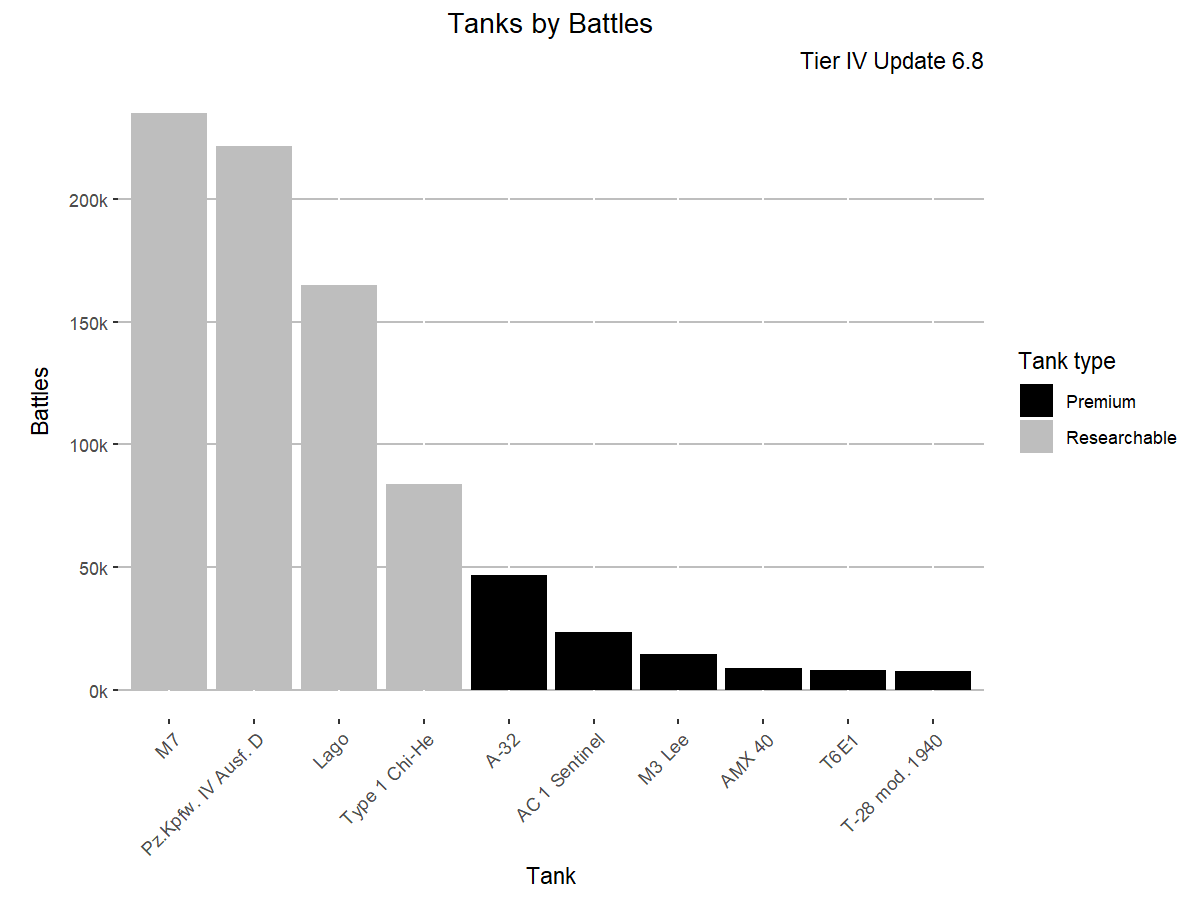 Tanks by Battles
Tier IV Update 6.8
Battles
200k
150k
100k
50k
0k
M7
Pz.Kpfw. IV Ausf. D
Lago
Type 1 Chi-He
A-32
AC 1 Sentinel
M3 Lee
AMX 40
T6E1
T-28 mod. 1940
Tank
Tank type
Premium
Researchable